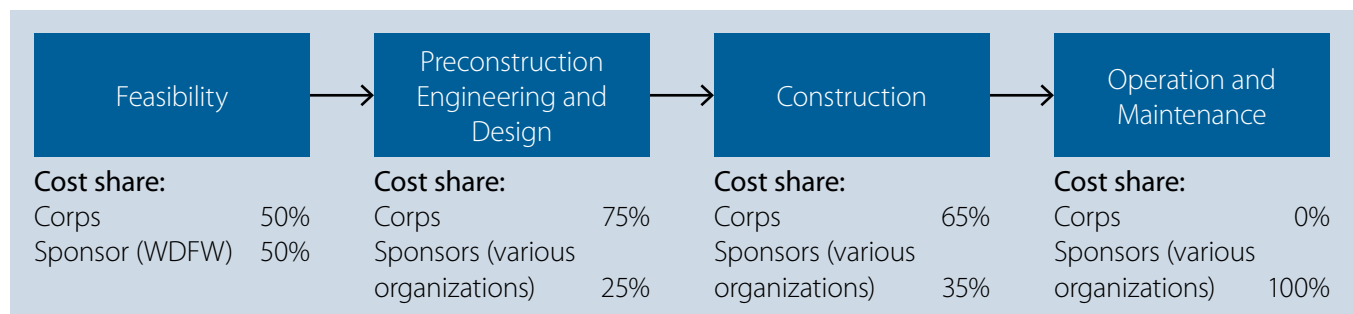 Feasibility
Preconstruction
Engineering and
Design
Construction
Operation and
Maintenance
Cost share:
Corps 50%
Sponsor (WDFW) 50%
Cost share:
Corps 75%
Sponsors (various
organizations) 25%
Cost share:
Corps 65%
Sponsors (various
organizations) 35%
Cost share:
Corps 0%
Sponsors (various
organizations) 100%